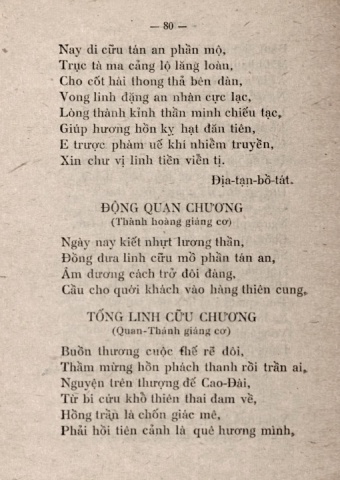 — 80 —
Nay di cữu tán an phần mộ,
Trục tà ma cảng lộ lăng loàn,
Cho cốt hài thong thả bên đàn,
Vong linh đặng an nhàn cực lạc,
Lòng thành kỉnh thần minh chiếu tạc,
Giúp hương hồn kỵ hạt đăn tiên,
E trược phàm uế khí nhiễm truyền,
Xin chư vị linh tiền viễn tị.
Địa-tạn-bồ-tát.
ĐỘNG QUAN CHƯƠNG
(Thành hoàng giáng cơ)
Ngày nay kiết nhựt lương thần,
Đồng đưa linh cữu mồ phần tán an,
Âm dương cách trở đôi đàng,
Cầu cho quới khách vào hàng thiên cung.
TỔNG LINH CỮU CHƯƠNG
(Quan-Thánh giáng cơ)
Buồn thương cuộc thế rẽ đôi,
Thầm mừng hồn phách thanh rồi trần ai,
Nguyện trên thượng đế Cao-Đài,
Từ bi cứu khổ thiên thai đam về,
Hồng trần là chốn giác mê,
Phải hồi tiên cảnh là quê hương mình.